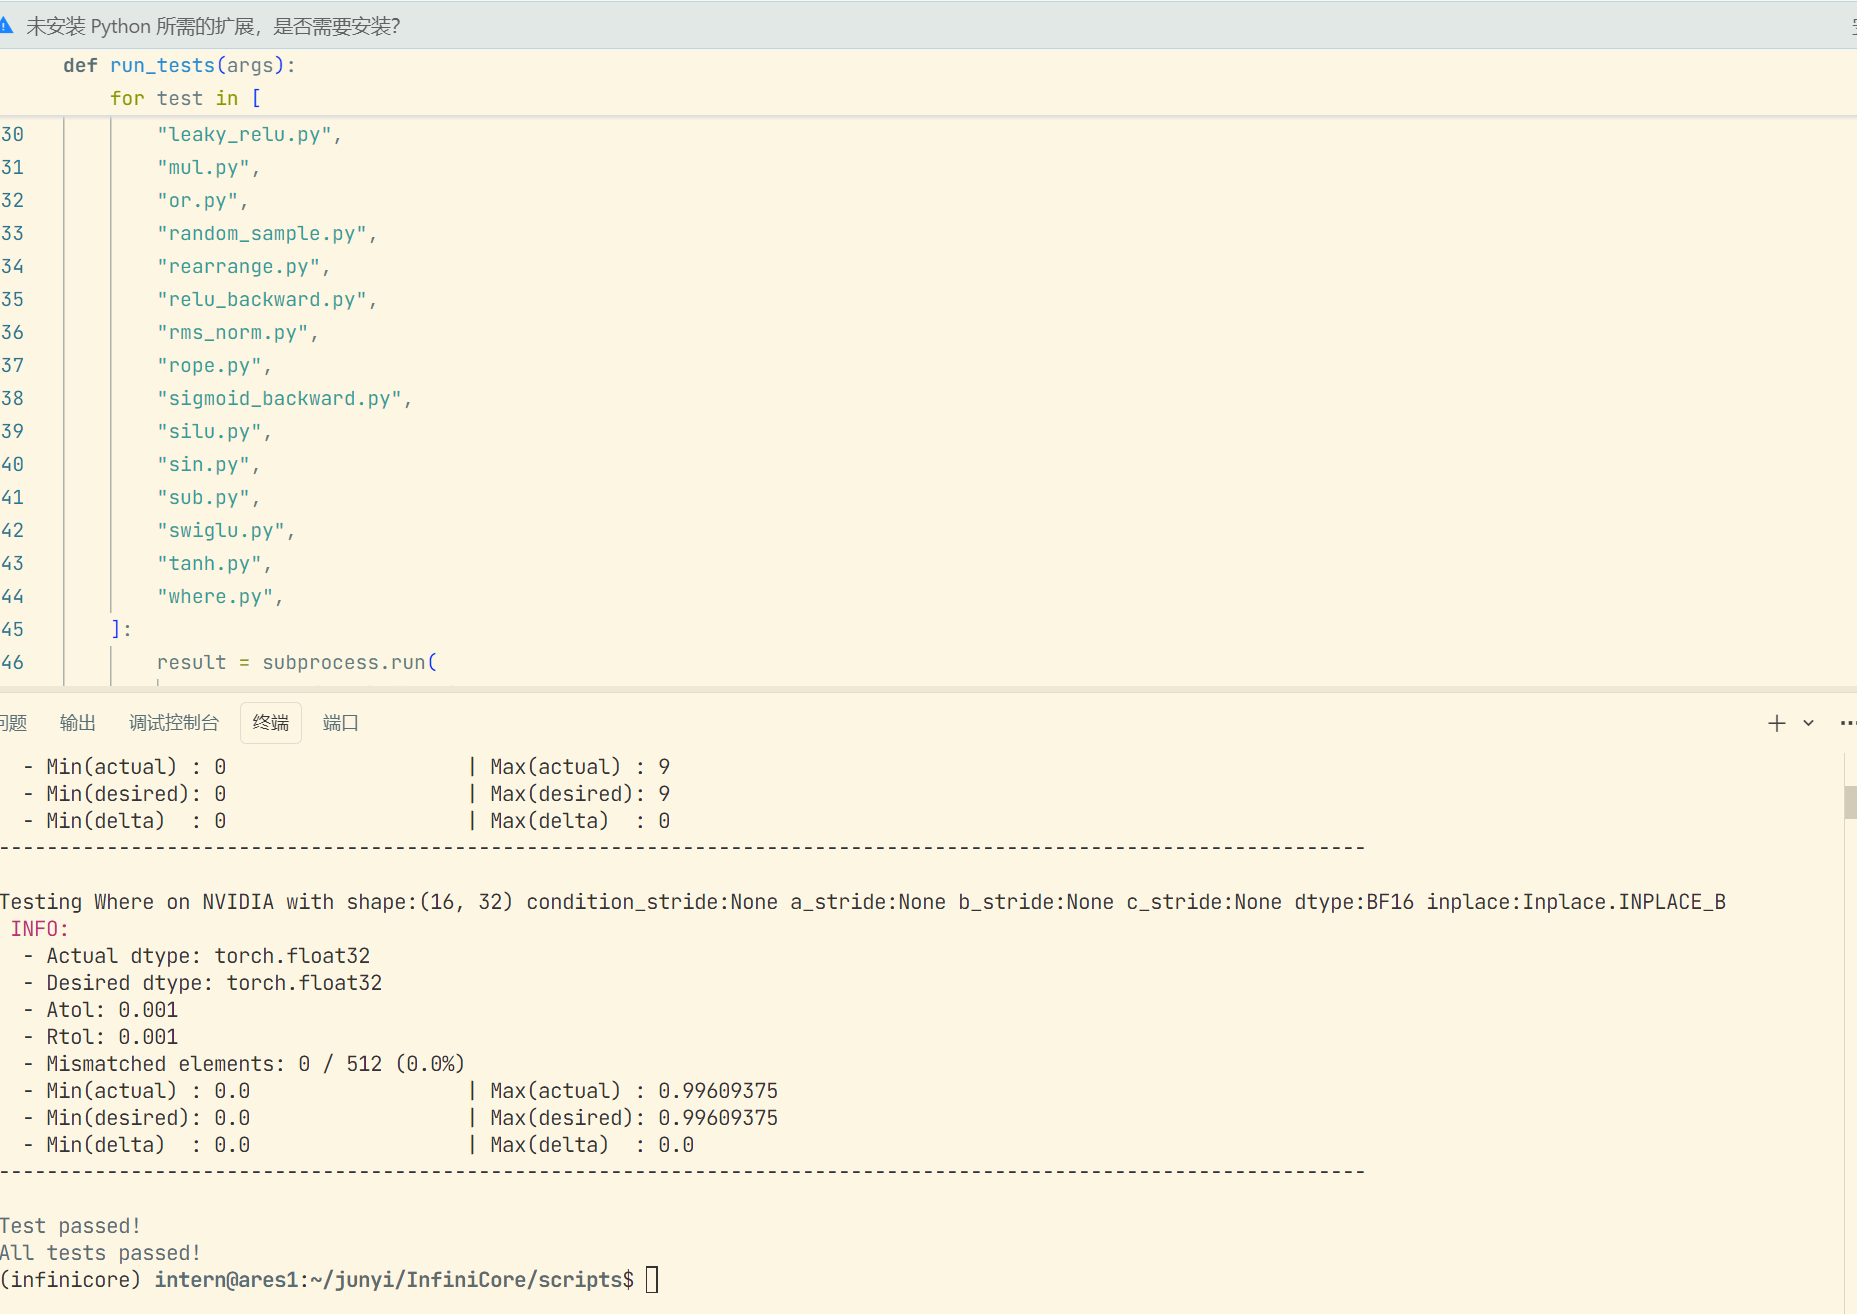 未安装 Python 所需的扩展，是否需要安装?
def run_tests(args):
for test in [
30 "leaky_relu.py",
31 "mul.py",
32 "or.py",
33 "random_sample.py",
34 "rearrange.py",
35 "relu_backward.py",
36 "rms_norm.py",
37 "rope.py",
38 "sigmoid_backward.py",
39 "silu.py",
40 "sin.py",
41 "sub.py",
42 "swiglu.py",
43 "tanh.py",
44 "where.py",
45 ]:
46 result = subprocess.run(
问题 输出 调试控制台 终端 端口
- Min(actual) : 0 | Max(actual) : 9
- Min(desired): 0 | Max(desired): 9
- Min(delta) : 0 | Max(delta) : 0
------------------------------------------------------------------------------------------------------------------
Testing Where on NVIDIA with shape:(16, 32) condition_stride:None a_stride:None b_stride:None c_stride:None dtype:BF16 inplace:Inplace.INPLACE_B
INFO:
- Actual dtype: torch.float32
- Desired dtype: torch.float32
- Atol: 0.001
- Rtol: 0.001
- Mismatched elements: 0 / 512 (0.0%)
- Min(actual) : 0.0 | Max(actual) : 0.99609375
- Min(desired): 0.0 | Max(desired): 0.99609375
- Min(delta) : 0.0 | Max(delta) : 0.0
------------------------------------------------------------------------------------------------------------------
Test passed!
All tests passed!
(infinicore) intern@ares1:~/junyi/InfiniCore/scripts$